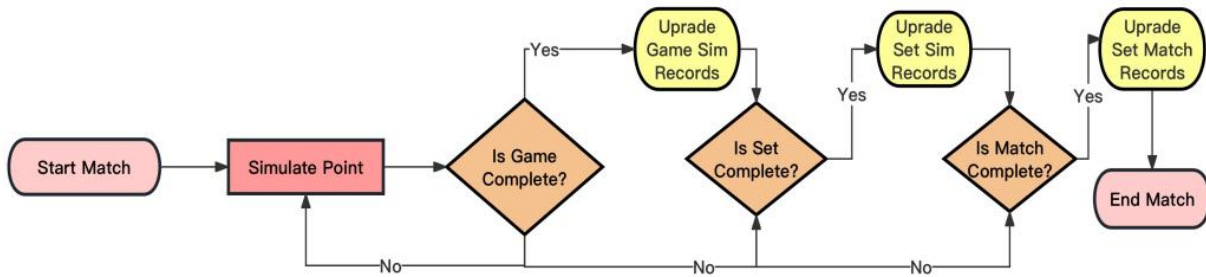 Start Match
Simulate Point
Is Game
Complete?
Yes
Uprade
Game Sim
Records
Is Set
Complete?
Yes
Uprade
Set Sim
Records
Is Match
Complete?
Yes
Uprade
Set Match
Records
End Match
No
No
No